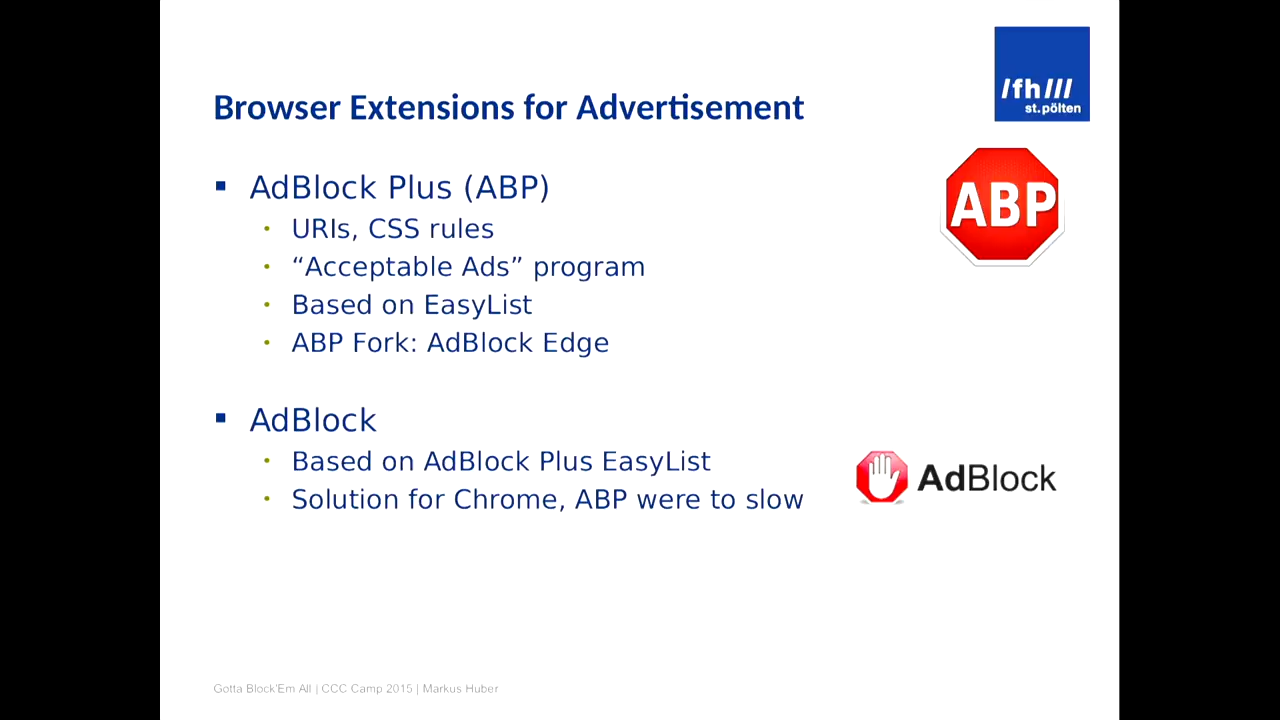 /fh///
st.pölten
Browser Extensions for Advertisement
AdBlock Plus (ABP)
URIs, CSS rules
“Acceptable Ads” program
Based on EasyList
ABP Fork: AdBlock Edge
ABP
AdBlock
Based on AdBlock Plus EasyList
Solution for Chrome, ABP were to slow
AdBlock
Gotta Block'Em All | CCC Camp 2015 | Markus Huber